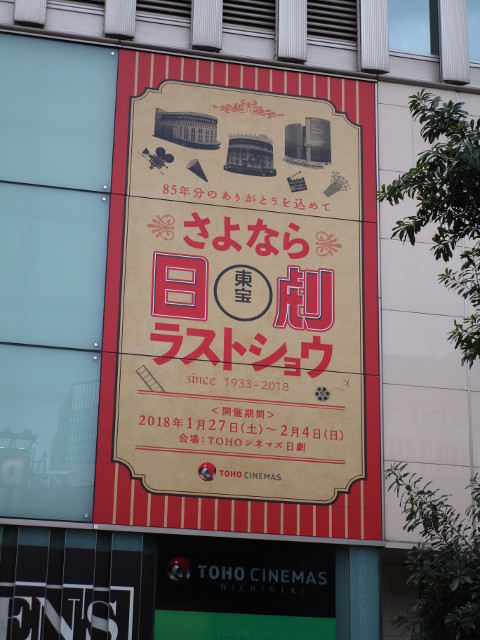 85年分のありがとうを込めて
さよなら
日東宝劇
ラストショウ
since 1933-2018
<開催期間>
2018年1月27日(土)~2月4日(日)
会場:TOHOシネマズ日劇
TOHO CINEMAS
TOHO CINEMAS
NICHIGEKI
ENS